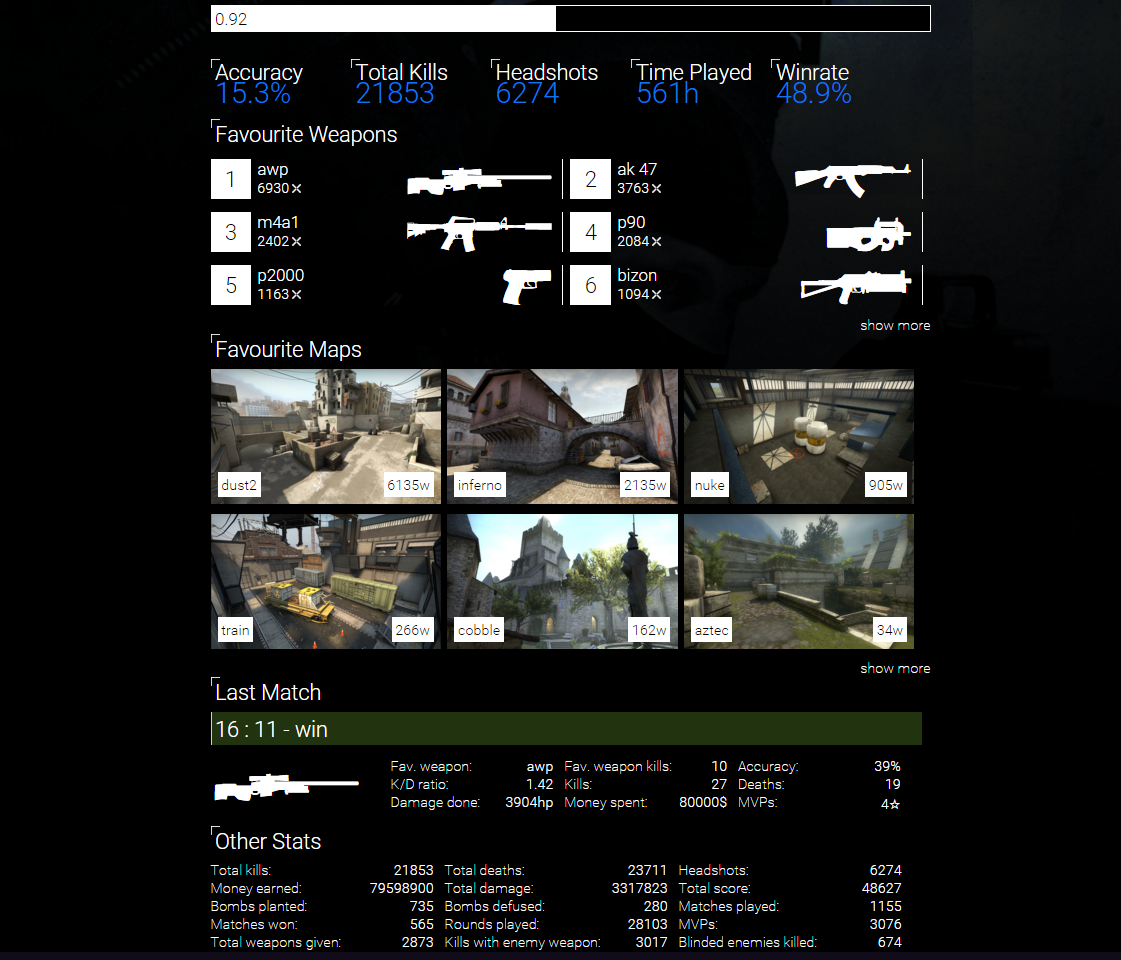 0.92
Accuracy Total Kills Headshots Time Played Winrate
15.3% 21853 6274 561h 48.9%
Favourite Weapons
1 awp 6930× 2 ak 47 3763×
3 m4a1 2402× 4 p90 2084×
5 p2000 1163× 6 bizon 1094×
show more
Favourite Maps
dust2 6135w inferno 2135w nuke 905w
train 266w cobble 162w aztec 34w
show more
Last Match
16 : 11 - win
Fav. weapon: awp Fav. weapon kills: 10 Accuracy: 39%
K/D ratio: 1.42 Kills: 27 Deaths: 19
Damage done: 3904hp Money spent: 80000$ MVPs: 4☆
Other Stats
Total kills: 21853 Total deaths: 23711 Headshots: 6274
Money earned: 79598900 Total damage: 3317823 Total score: 48627
Bombs planted: 735 Bombs defused: 280 Matches played: 1155
Matches won: 565 Rounds played: 28103 MVPs: 3076
Total weapons given: 2873 Kills with enemy weapon: 3017 Blinded enemies killed: 674